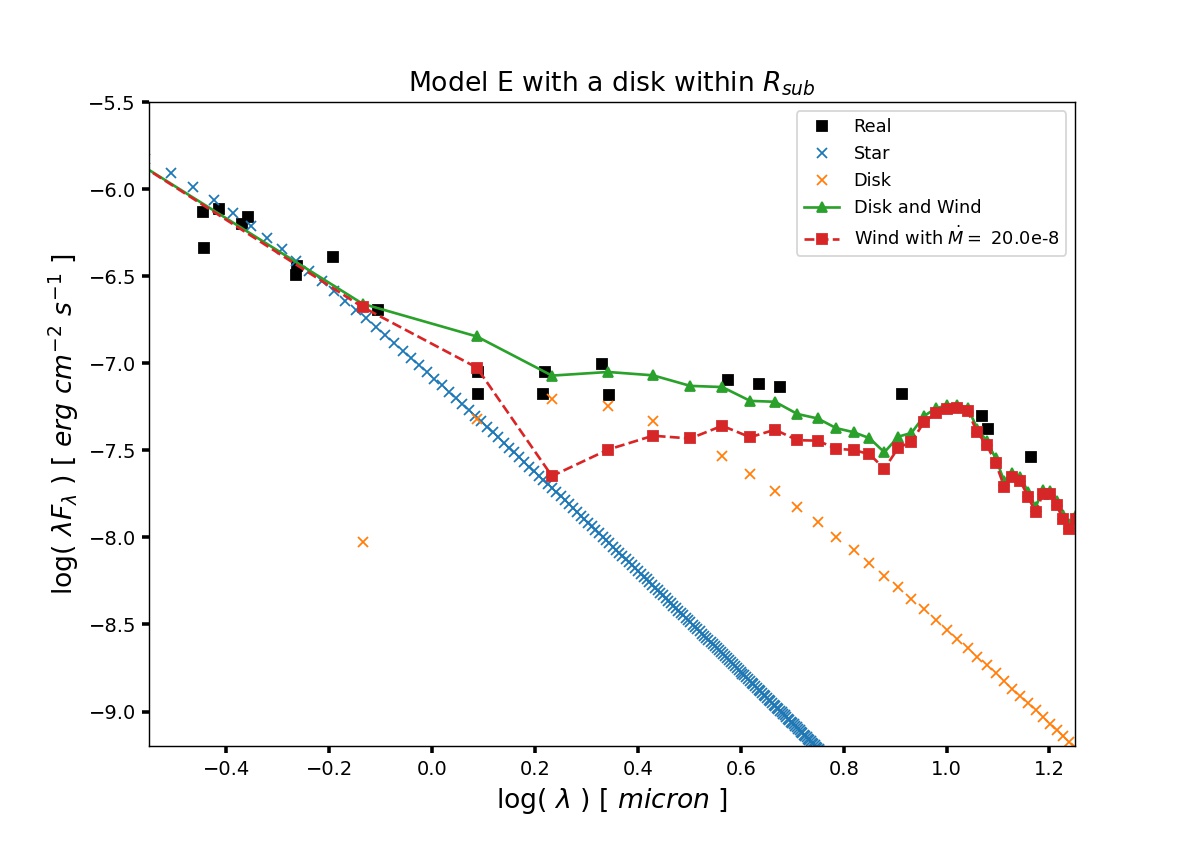 Model E with a disk within $R_{sub}$
log( λF_λ ) [ erg cm⁻² s⁻¹ ]
−5.5
−6.0
−6.5
−7.0
−7.5
−8.0
−8.5
−9.0
Real
Star
Disk
Disk and Wind
Wind with Ṁ = 20.0e-8
−0.4 −0.2 0.0 0.2 0.4 0.6 0.8 1.0 1.2
log( λ ) [ micron ]